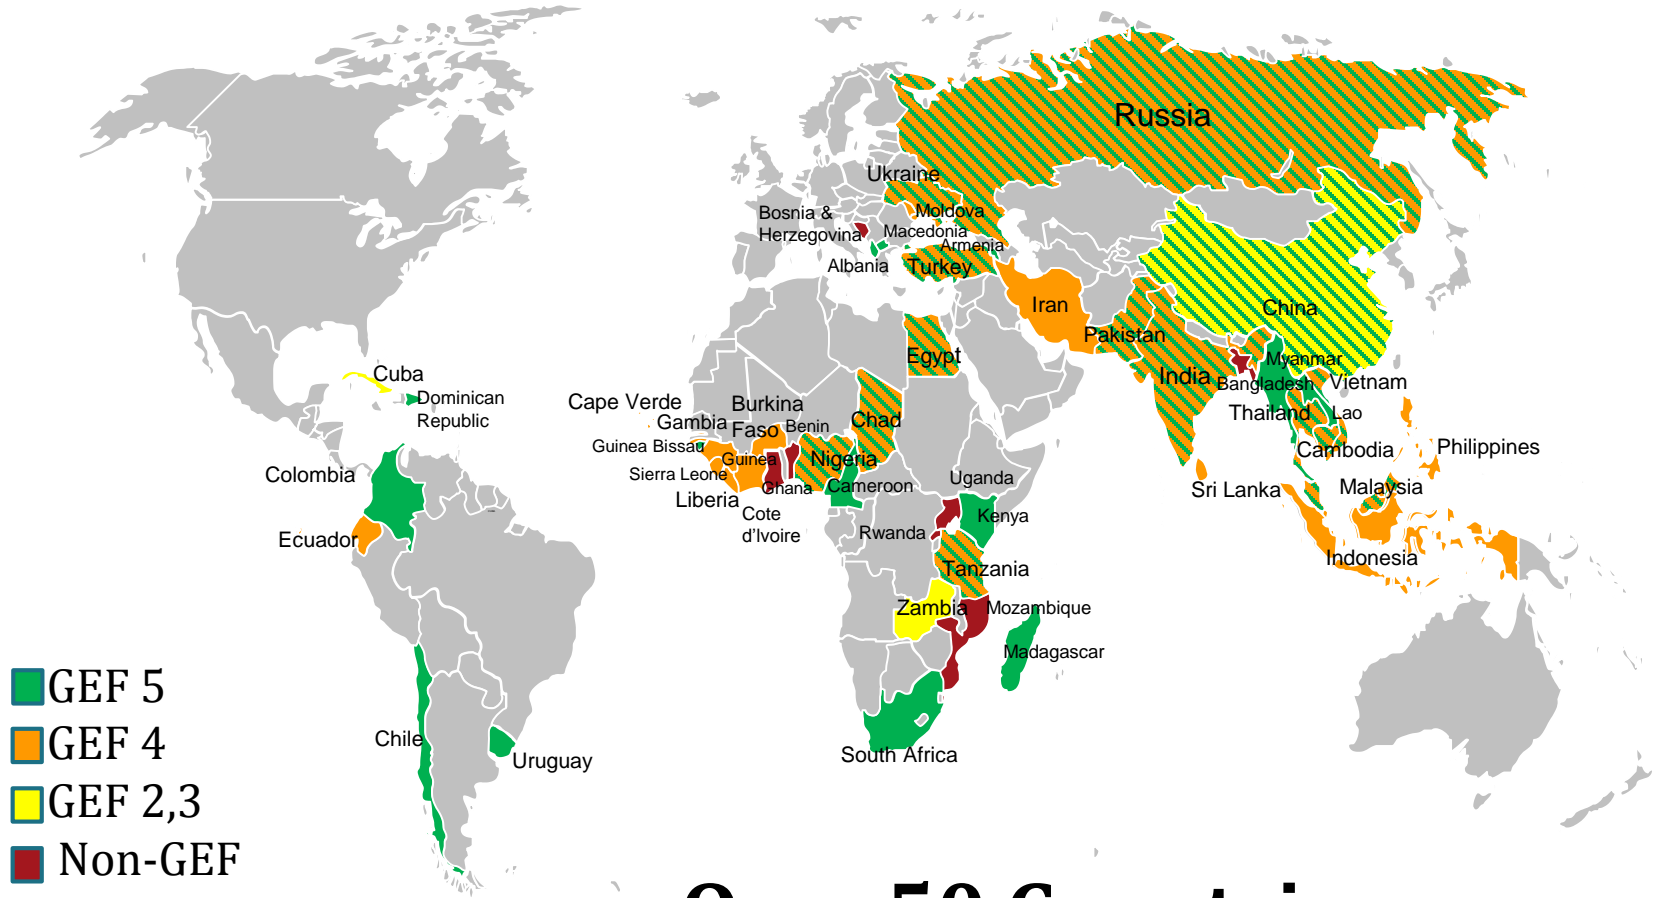 Russia
Ukraine
Moldova
Bosnia &
Herzegovina
Macedonia
Armenia
Albania
Turkey
Iran
China
Pakistan
Egypt
India
Myanmar
Bangladesh
Vietnam
Thailand
Lao
Cambodia
Philippines
Sri Lanka
Malaysia
Indonesia
Cuba
Dominican
Republic
Cape Verde
Gambia
Burkina
Faso
Benin
Chad
Guinea Bissau
Guinea
Nigeria
Sierra Leone
Liberia
Ghana
Cameroon
Cote
d'Ivoire
Uganda
Kenya
Rwanda
Tanzania
Zambia
Mozambique
Madagascar
South Africa
Colombia
Ecuador
Chile
Uruguay
GEF 5
GEF 4
GEF 2,3
Non-GEF
50